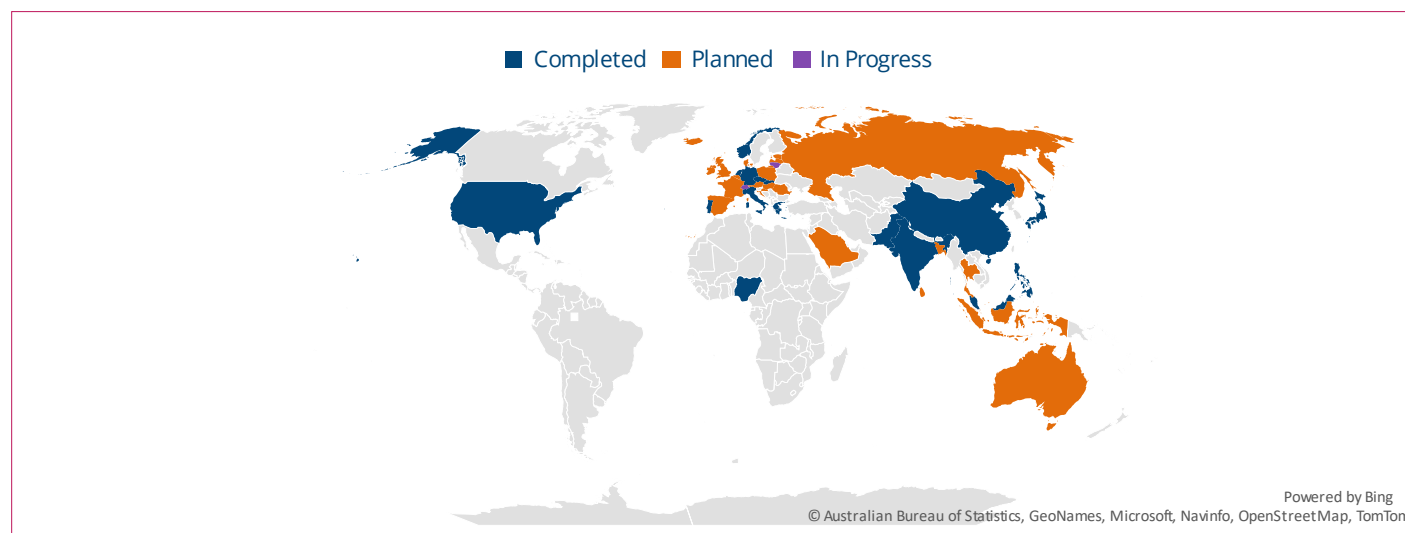 Completed Planned In Progress
Powered by Bing
© Australian Bureau of Statistics, GeoNames, Microsoft, Navinfo, OpenStreetMap, TomTom